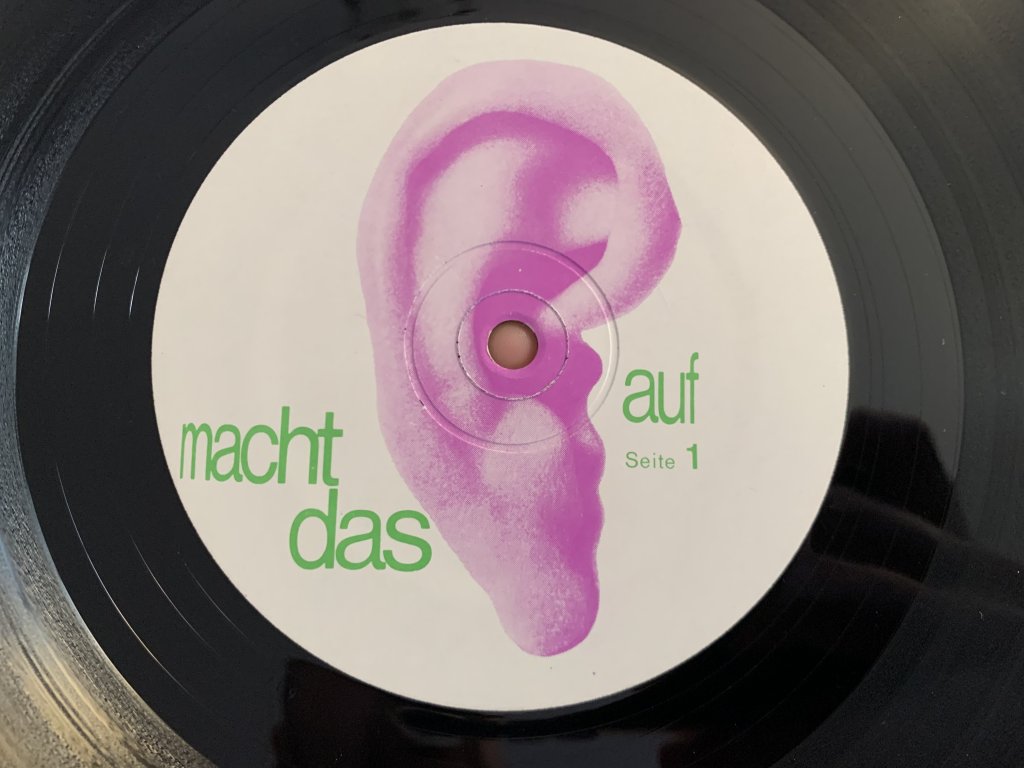 macht
das
auf
Seite 1